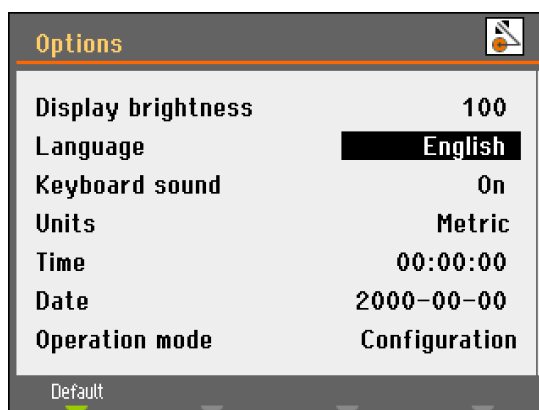 Options
Display brightness 100
Language English
Keyboard sound On
Units Metric
Time 00:00:00
Date 2000-00-00
Operation mode Configuration
Default